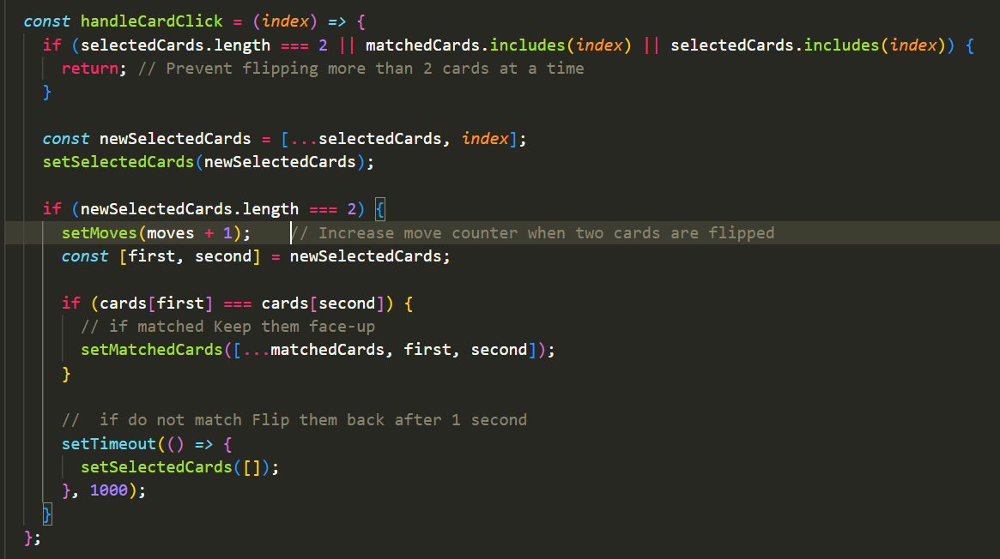 const handleCardClick = (index) => {
  if (selectedCards.length === 2 || matchedCards.includes(index) || selectedCards.includes(index)) {
    return; // Prevent flipping more than 2 cards at a time
  }

  const newSelectedCards = [...selectedCards, index];
  setSelectedCards(newSelectedCards);

  if (newSelectedCards.length === 2) {
    setMoves(moves + 1);    // Increase move counter when two cards are flipped
    const [first, second] = newSelectedCards;

    if (cards[first] === cards[second]) {
      // if matched Keep them face-up
      setMatchedCards([...matchedCards, first, second]);
    }

    //  if do not match Flip them back after 1 second
    setTimeout(() => {
      setSelectedCards([]);
    }, 1000);
  }
};